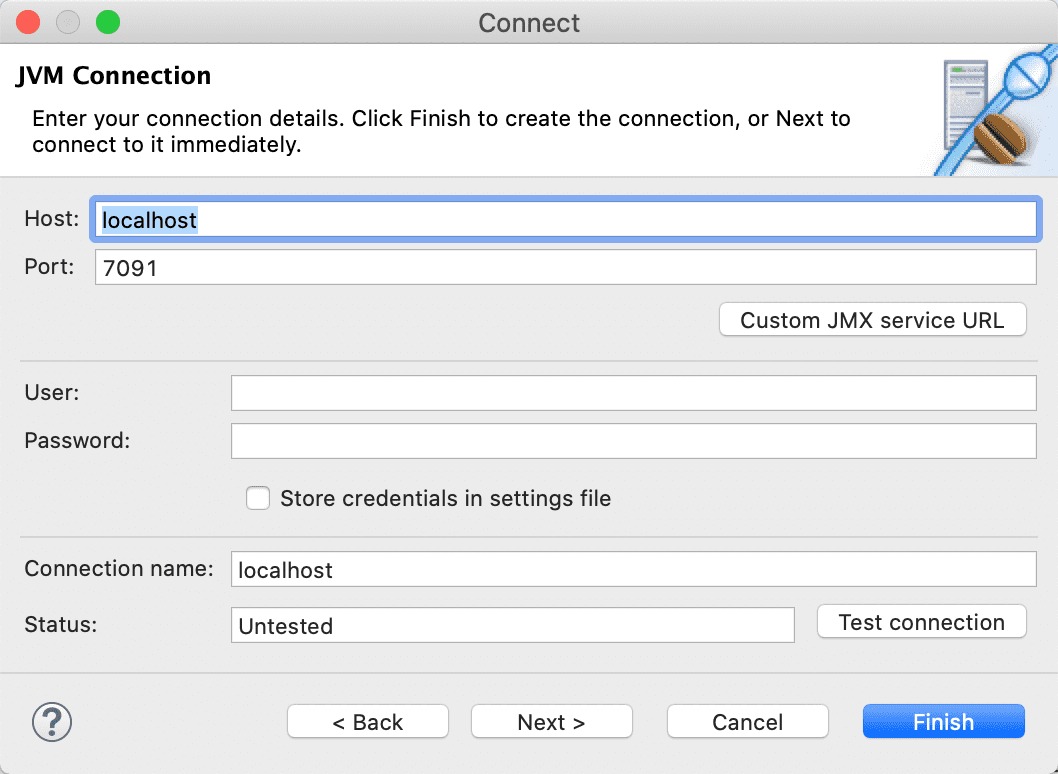 Connect
JVM Connection
Enter your connection details. Click Finish to create the connection, or Next to
connect to it immediately.
Host: localhost
Port: 7091
Custom JMX service URL
User:
Password:
Store credentials in settings file
Connection name: localhost
Status: Untested Test connection
? < Back Next > Cancel Finish